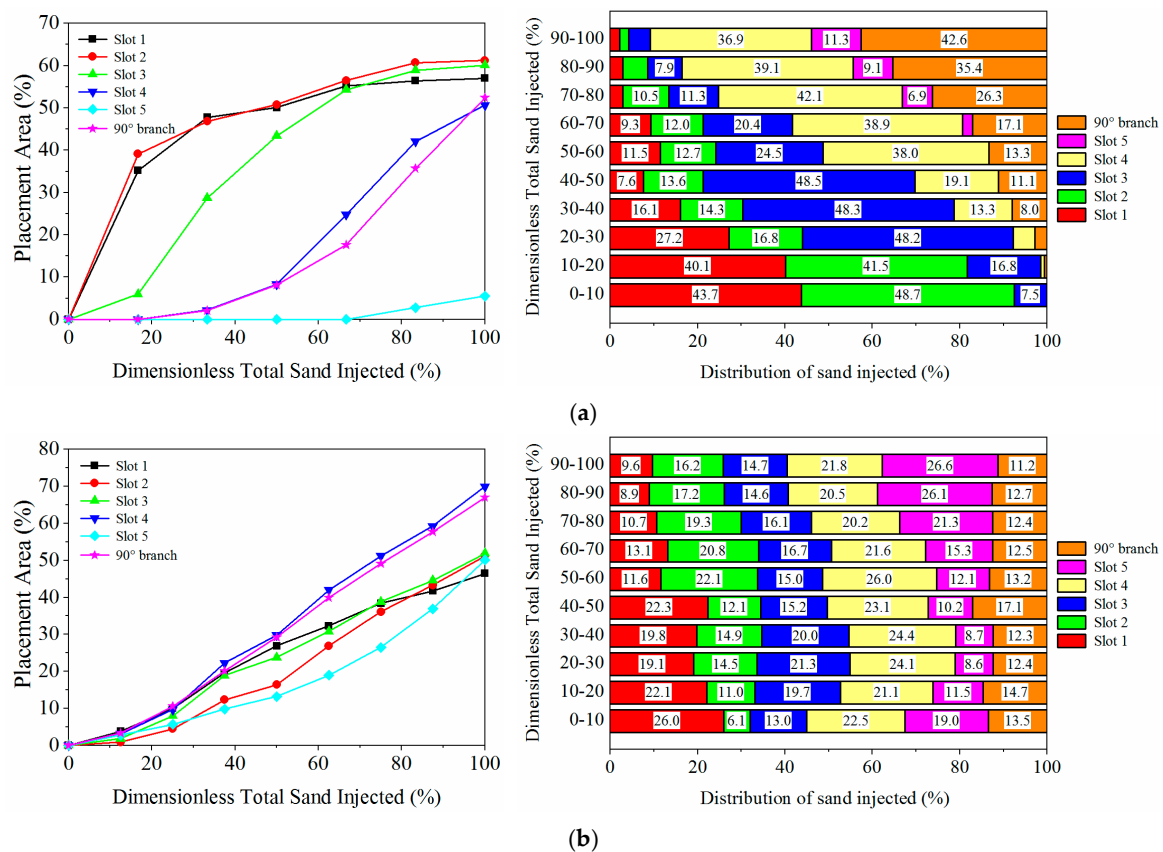 70
60
50
40
30
20
10
0
Placement Area (%)
Slot 1
Slot 2
Slot 3
Slot 4
Slot 5
90° branch
0 20 40 60 80 100
Dimensionless Total Sand Injected (%)
Dimensionless Total Sand Injected (%)
90-100 36.9 11.3 42.6
80-90 7.9 39.1 9.1 35.4
70-80 10.5 11.3 42.1 6.9 26.3
60-70 9.3 12.0 20.4 38.9 17.1
50-60 11.5 12.7 24.5 38.0 13.3
40-50 7.6 13.6 48.5 19.1 11.1
30-40 16.1 14.3 48.3 13.3 8.0
20-30 27.2 16.8 48.2
10-20 40.1 41.5 16.8
0-10 43.7 48.7 7.5
0 20 40 60 80 100
Distribution of sand injected (%)
90° branch
Slot 5
Slot 4
Slot 3
Slot 2
Slot 1
(a)
80
70
60
50
40
30
20
10
0
Placement Area (%)
Slot 1
Slot 2
Slot 3
Slot 4
Slot 5
90° branch
0 20 40 60 80 100
Dimensionless Total Sand Injected (%)
Dimensionless Total Sand Injected (%)
90-100 9.6 16.2 14.7 21.8 26.6 11.2
80-90 8.9 17.2 14.6 20.5 26.1 12.7
70-80 10.7 19.3 16.1 20.2 21.3 12.4
60-70 13.1 20.8 16.7 21.6 15.3 12.5
50-60 11.6 22.1 15.0 26.0 12.1 13.2
40-50 22.3 12.1 15.2 23.1 10.2 17.1
30-40 19.8 14.9 20.0 24.4 8.7 12.3
20-30 19.1 14.5 21.3 24.1 8.6 12.4
10-20 22.1 11.0 19.7 21.1 11.5 14.7
0-10 26.0 6.1 13.0 22.5 19.0 13.5
0 20 40 60 80 100
Distribution of sand injected (%)
90° branch
Slot 5
Slot 4
Slot 3
Slot 2
Slot 1
(b)